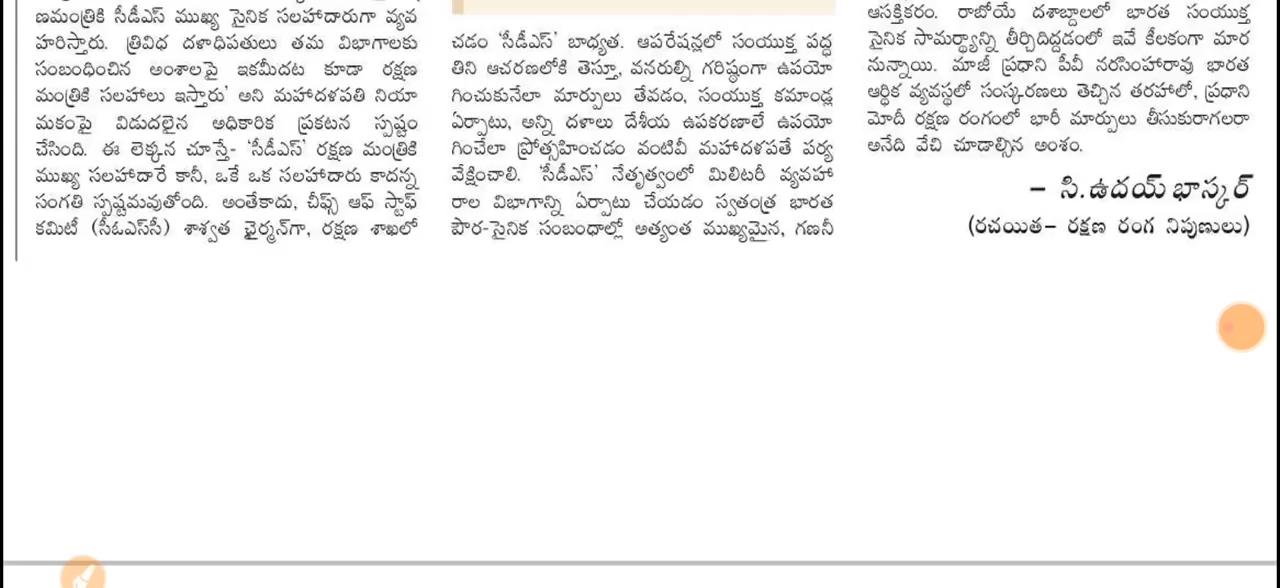 ణమంత్రికి సీడీఎస్ ముఖ్య సైనిక సలహాదారుగా వ్యవ
హరిస్తారు. త్రివిధ దళాధిపతులు తమ విభాగాలకు
సంబంధించిన అంశాలపై ఇకమీదట కూడా రక్షణ
మంత్రికి సలహాలు ఇస్తారు' అని మహాదళపతి నియా
మకంపై విడుదలైన అధికారిక ప్రకటన స్పష్టం
చేసింది. ఈ లెక్కన చూస్తే- 'సీడీఎస్' రక్షణ మంత్రికి
ముఖ్య సలహాదారే కానీ, ఒకే ఒక సలహాదారు కాదన్న
సంగతి స్పష్టమవుతోంది. అంతేకాదు, చీఫ్స్ ఆఫ్ స్టాఫ్
కమిటీ (సీఓఎస్‌సీ) శాశ్వత ఛైర్మన్‌గా, రక్షణ శాఖలో
చడం 'సీడీఎస్' బాధ్యత. ఆపరేషన్లలో సంయుక్త పద్ధ
తిని ఆచరణలోకి తెస్తూ, వనరుల్ని గరిష్ఠంగా ఉపయో
గించుకునేలా మార్పులు తేవడం, సంయుక్త కమాండ్ల
ఏర్పాటు, అన్ని దళాలు దేశీయ ఉపకరణాలే ఉపయో
గించేలా ప్రోత్సహించడం వంటివీ మహాదళపతే పర్య
వేక్షించాలి. 'సీడీఎస్' నేతృత్వంలో మిలిటరీ వ్యవహా
రాల విభాగాన్ని ఏర్పాటు చేయడం స్వతంత్ర భారత
పౌర-సైనిక సంబంధాల్లో అత్యంత ముఖ్యమైన, గణనీ
ఆసక్తికరం. రాబోయే దశాబ్దాలలో భారత సంయుక్త
సైనిక సామర్థ్యాన్ని తీర్చిదిద్దడంలో ఇవే కీలకంగా మార
నున్నాయి. మాజీ ప్రధాని పీవీ నరసింహారావు భారత
ఆర్థిక వ్యవస్థలో సంస్కరణలు తెచ్చిన తరహాలో, ప్రధాని
మోదీ రక్షణ రంగంలో భారీ మార్పులు తీసుకురాగలరా
అనేది వేచి చూడాల్సిన అంశం.
– సి.ఉదయ్ భాస్కర్
(రచయిత– రక్షణ రంగ నిపుణులు)